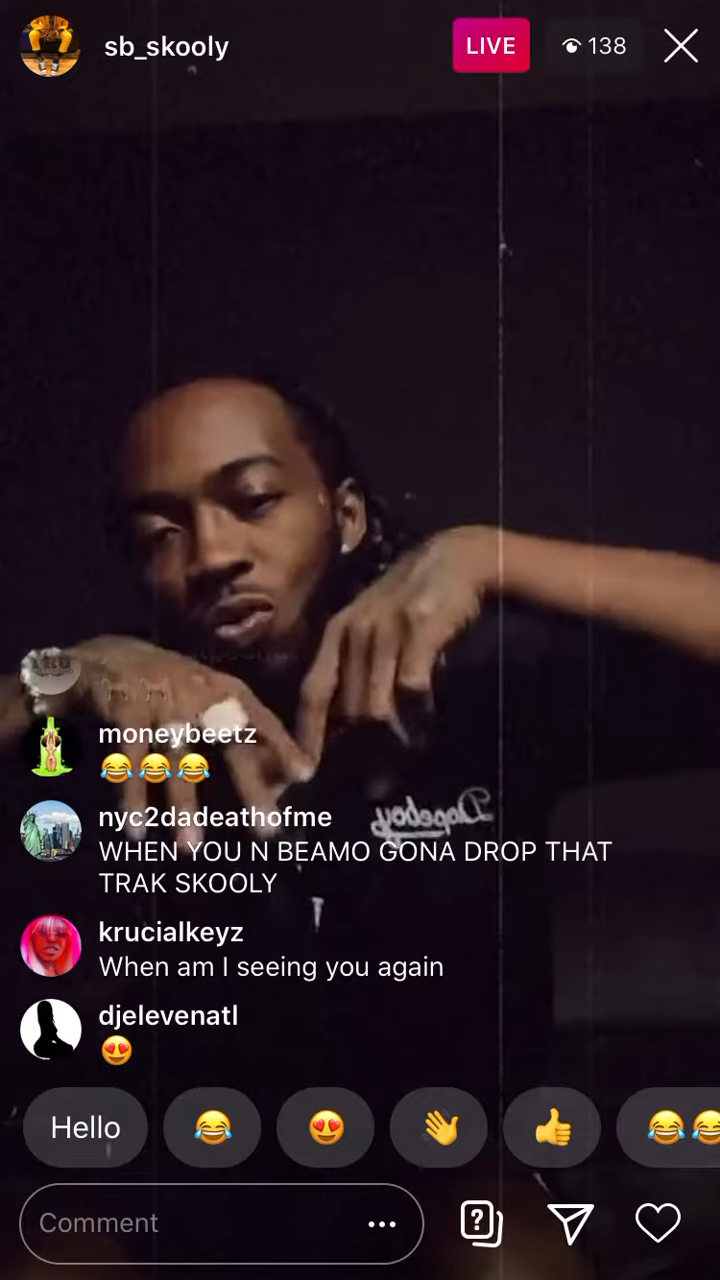 sb_skooly
LIVE
138
moneybeetz
😂😂😂
nyc2dadeathofme
WHEN YOU N BEAMO GONA DROP THAT
TRAK SKOOLY
Dopeboy
krucialkeyz
When am I seeing you again
djelevenatl
😍
Hello
😂
😍
👋
👍
😂😂
Comment